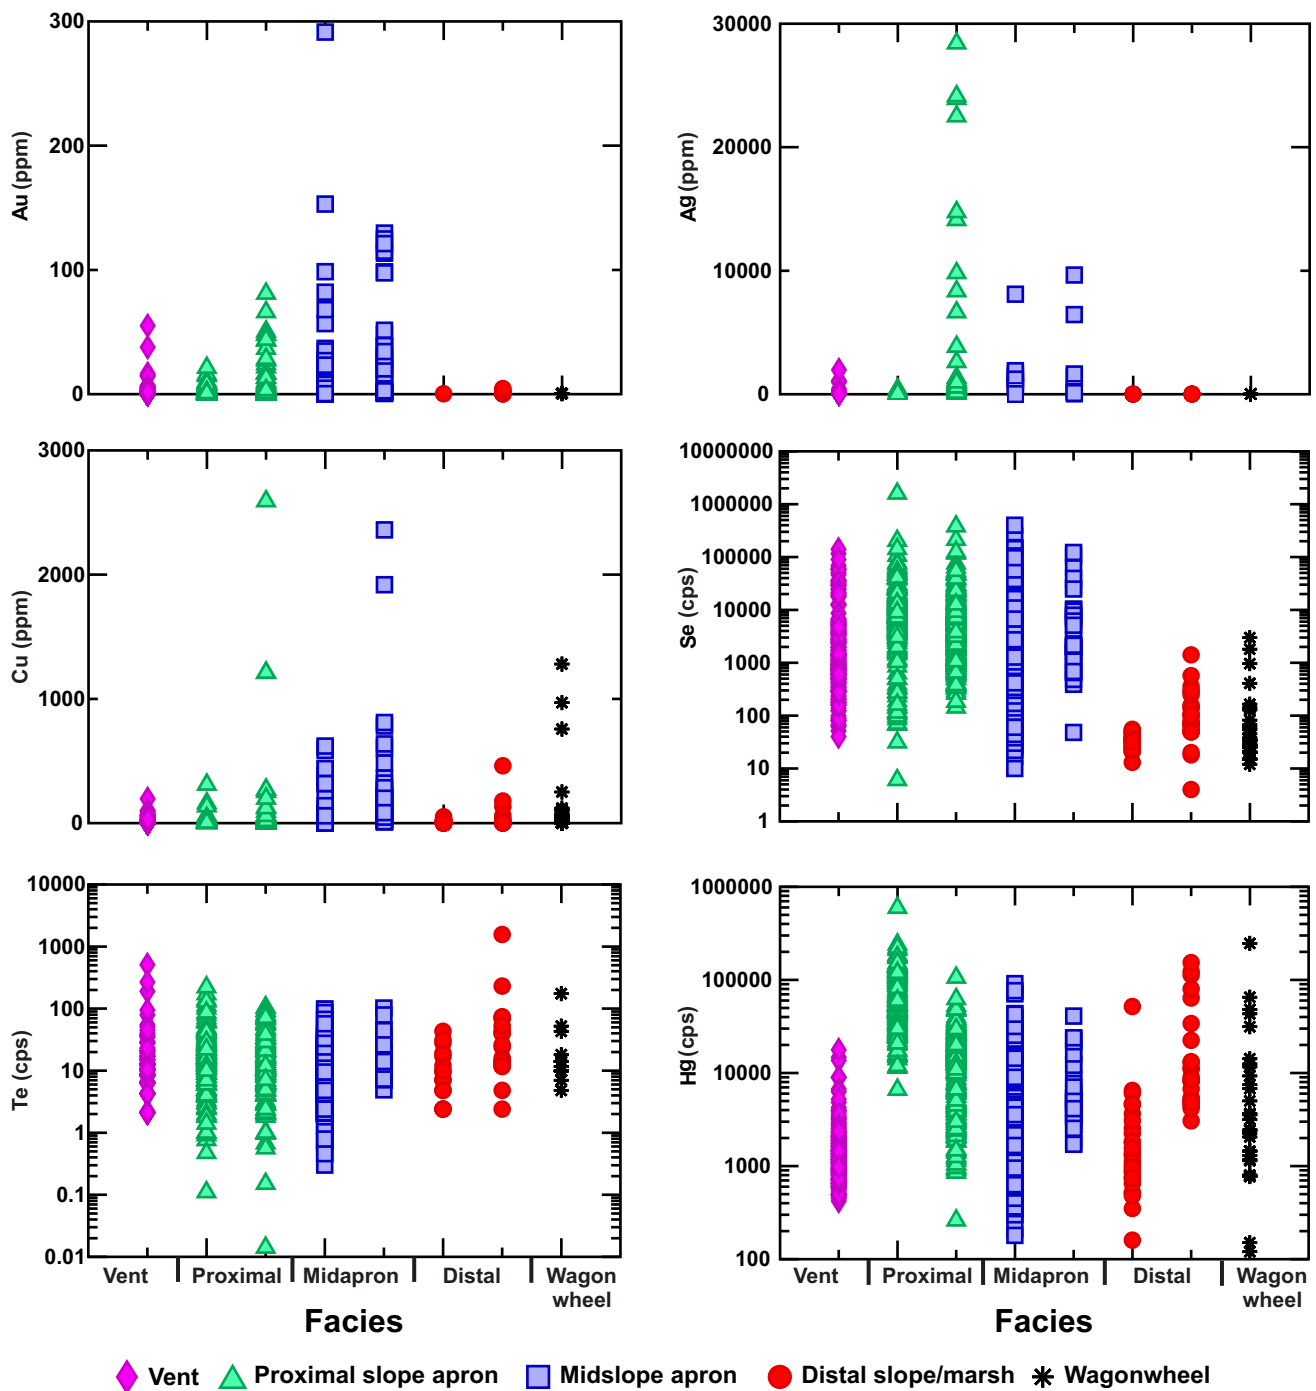 300
200
100
0
Au (ppm)
30000
20000
10000
0
Ag (ppm)
3000
2000
1000
0
Cu (ppm)
10000000
1000000
100000
10000
1000
100
10
1
Se (cps)
10000
1000
100
10
1
0.1
0.01
Te (cps)
1000000
100000
10000
1000
100
Hg (cps)
Vent Proximal Midapron Distal Wagon
wheel
Facies
Vent Proximal Midapron Distal Wagon
wheel
Facies
Vent Proximal slope apron Midslope apron Distal slope/marsh Wagonwheel